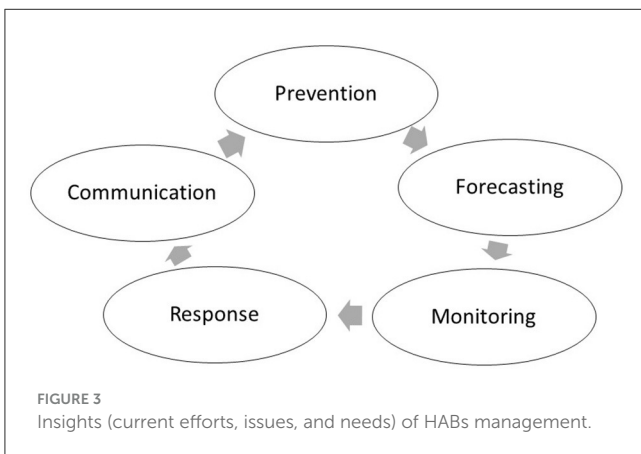 Prevention
Communication
Forecasting
Response
Monitoring
FIGURE 3
Insights (current efforts, issues, and needs) of HABs management.